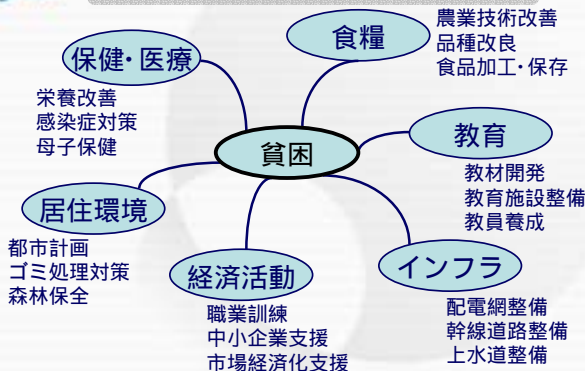 食糧
農業技術改善
品種改良
食品加工・保存
保健・医療
栄養改善
感染症対策
母子保健
貧困
教育
教材開発
教育施設整備
教員養成
居住環境
都市計画
ゴミ処理対策
森林保全
経済活動
職業訓練
中小企業支援
市場経済化支援
インフラ
配電網整備
幹線道路整備
上水道整備